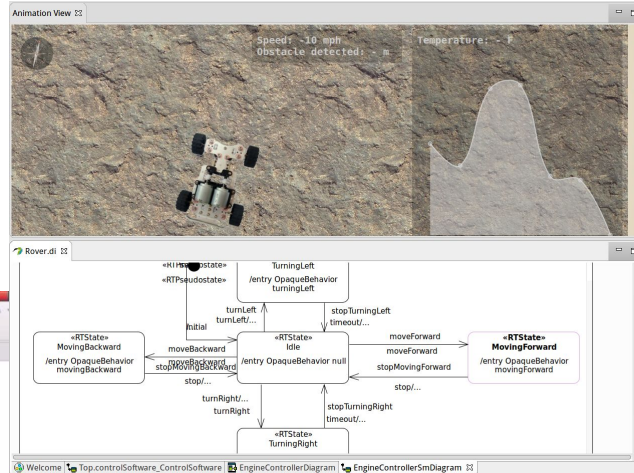 Animation View
Speed: -10 mph
Obstacle detected: - m
Temperature: - F
Rover.di
«RTPseudostate»
«RTPseudostate»
Initial
TurningLeft
/entry OpaqueBehavior
turningLeft
turnLeft
turnLeft/...
stopTurningLeft
timeout/...
«RTState»
MovingBackward
/entry OpaqueBehavior
movingBackward
moveBackward
moveBackward
stopMovingBackward
stop/...
«RTState»
Idle
/entry OpaqueBehavior null
moveForward
moveForward
stopMovingForward
stop/...
«RTState»
MovingForward
/entry OpaqueBehavior
movingForward
turnRight/...
turnRight
stopTurningRight
timeout/...
«RTState»
TurningRight
Welcome Top.controlSoftware_ControlSoftware EngineControllerDiagram EngineControllerSmDiagram